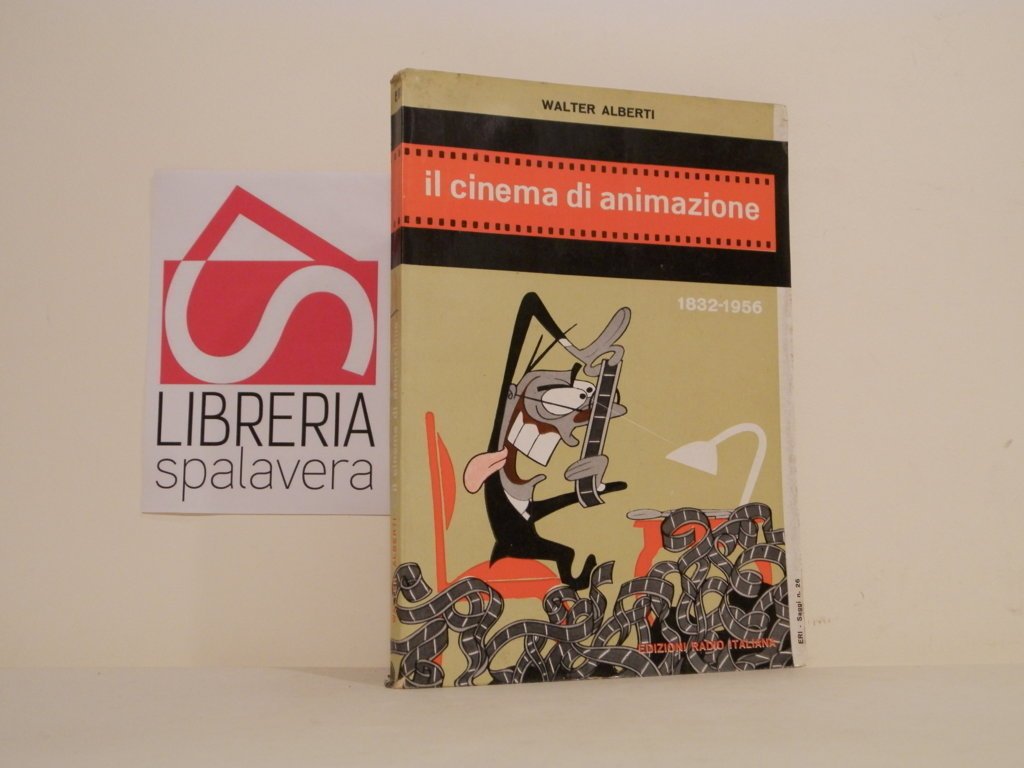 WALTER ALBERTI
il cinema di animazione
1832-1956
LIBRERIA
spalavera
EDIZIONI RADIO ITALIANA
ERI - Saggi n. 26